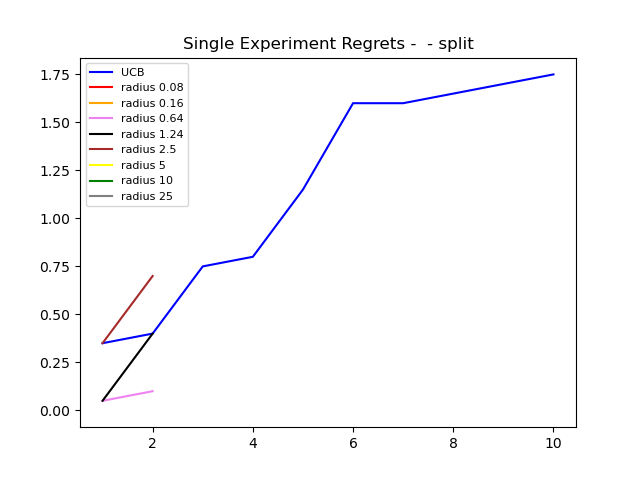 Single Experiment Regrets -  - split
1.75
1.50
1.25
1.00
0.75
0.50
0.25
0.00
UCB
radius 0.08
radius 0.16
radius 0.64
radius 1.24
radius 2.5
radius 5
radius 10
radius 25
2 4 6 8 10